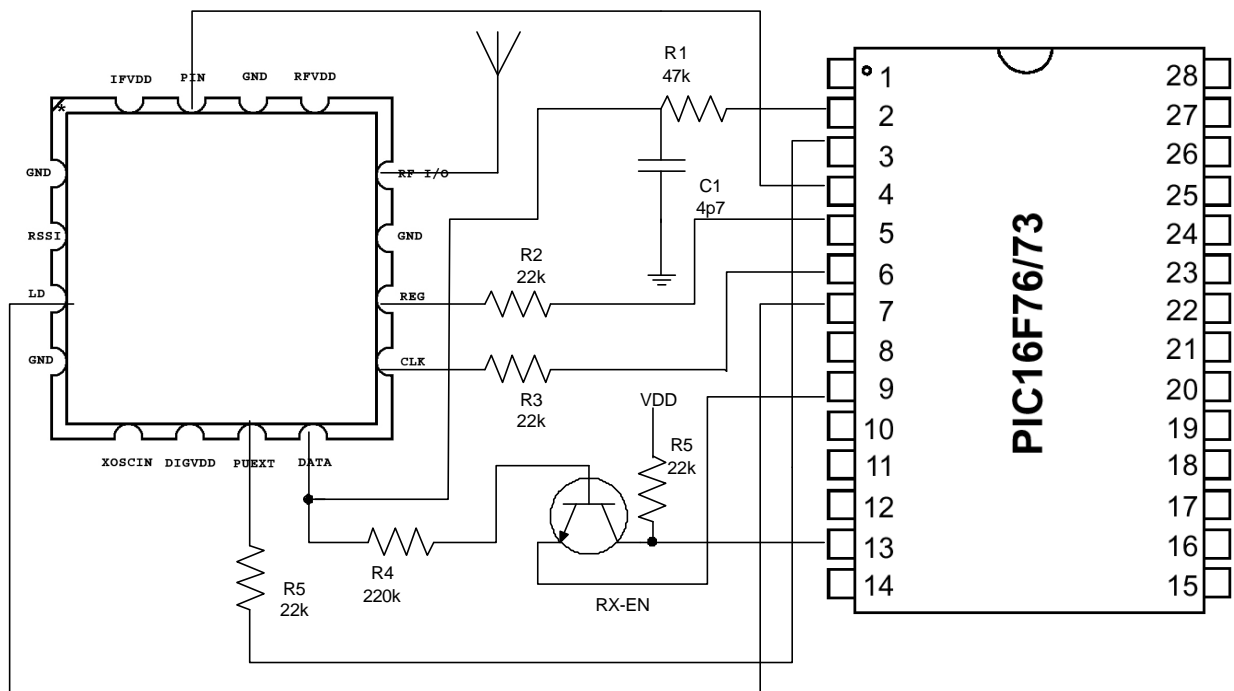 IFVDD PIN GND RFVDD
*
GND
RSSI
LD
GND
RF I/O
GND
REG
CLK
XOSCIN DIGVDD PUEXT DATA
R1
47k
C1
4p7
R2
22k
R3
22k
VDD
R5
22k
R4
220k
R5
22k
RX-EN
1
2
3
4
5
6
7
8
9
10
11
12
13
14
PIC16F76/73
28
27
26
25
24
23
22
21
20
19
18
17
16
15